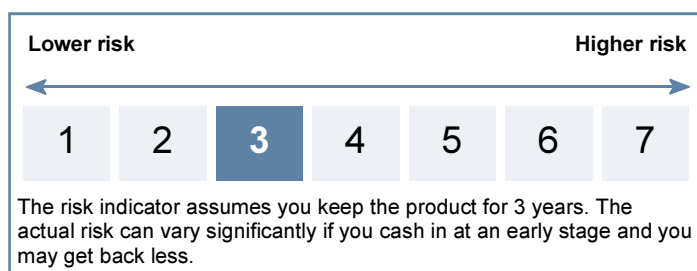 Lower risk Higher risk
1 2 3 4 5 6 7
The risk indicator assumes you keep the product for 3 years. The
actual risk can vary significantly if you cash in at an early stage and you
may get back less.